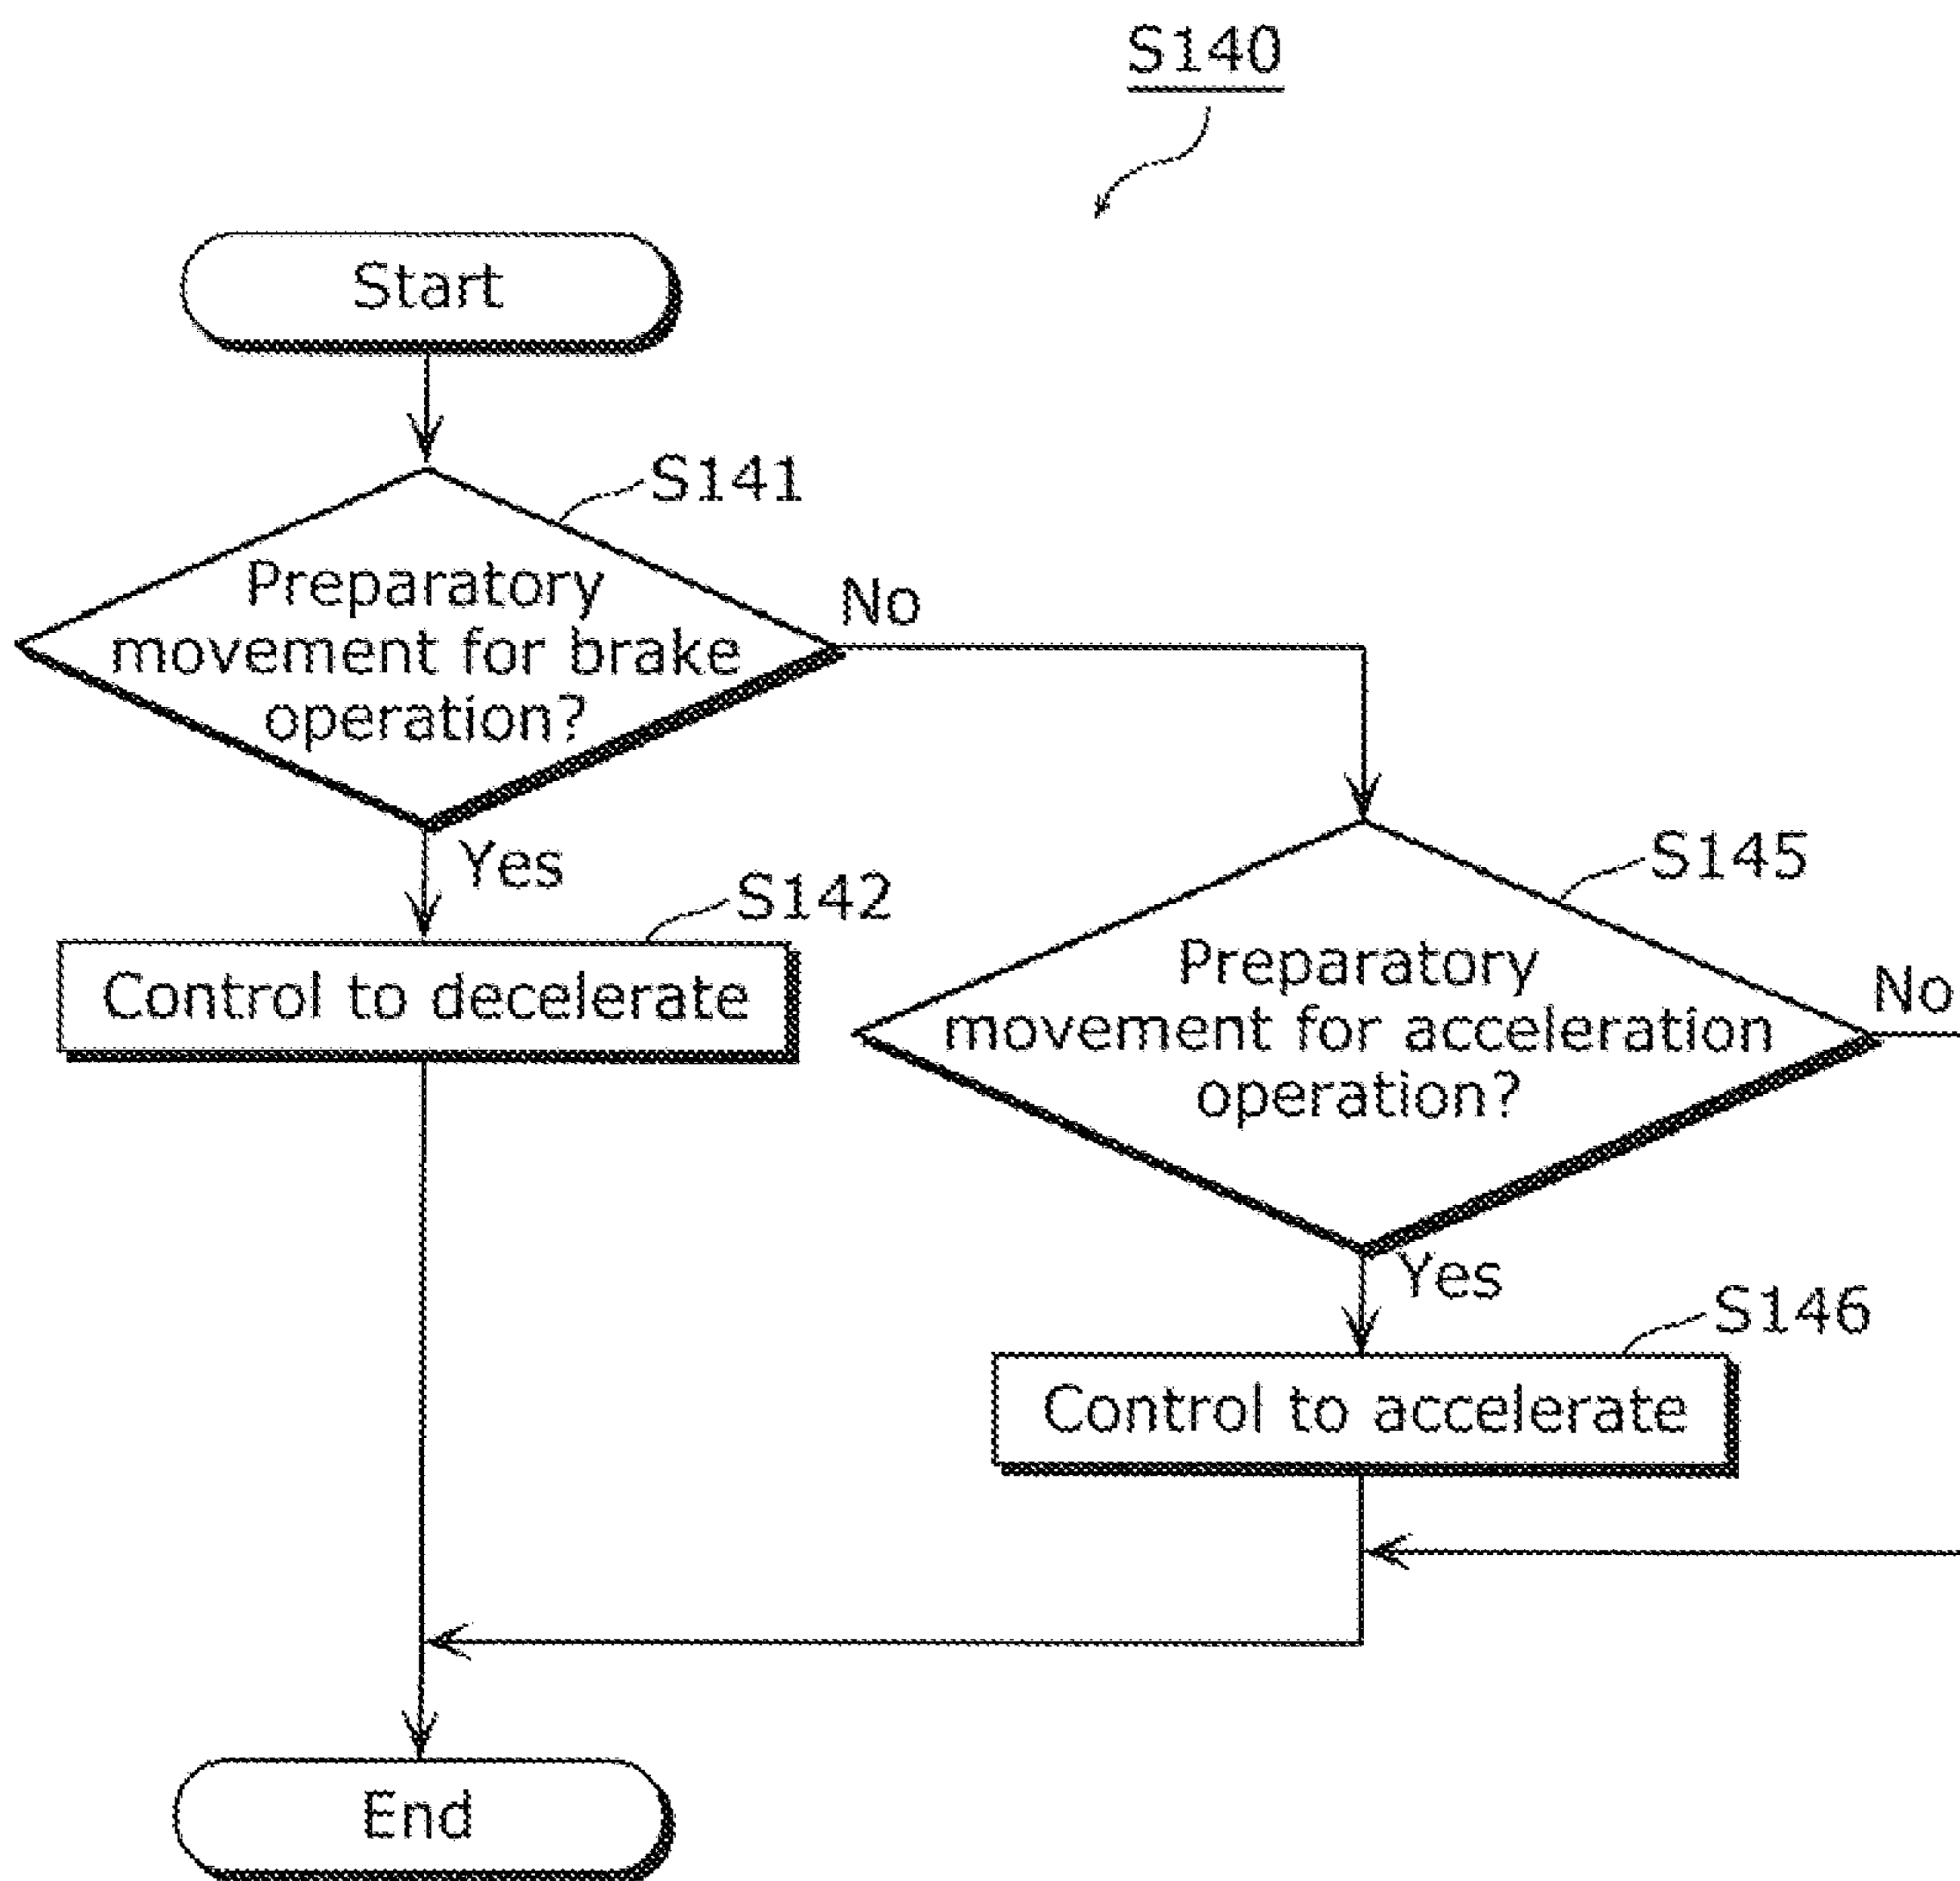 S140
Start
S141
Preparatory
movement for brake
operation?
No
Yes
S142
Control to decelerate
S145
Preparatory
movement for acceleration
operation?
No
Yes
S146
Control to accelerate
End